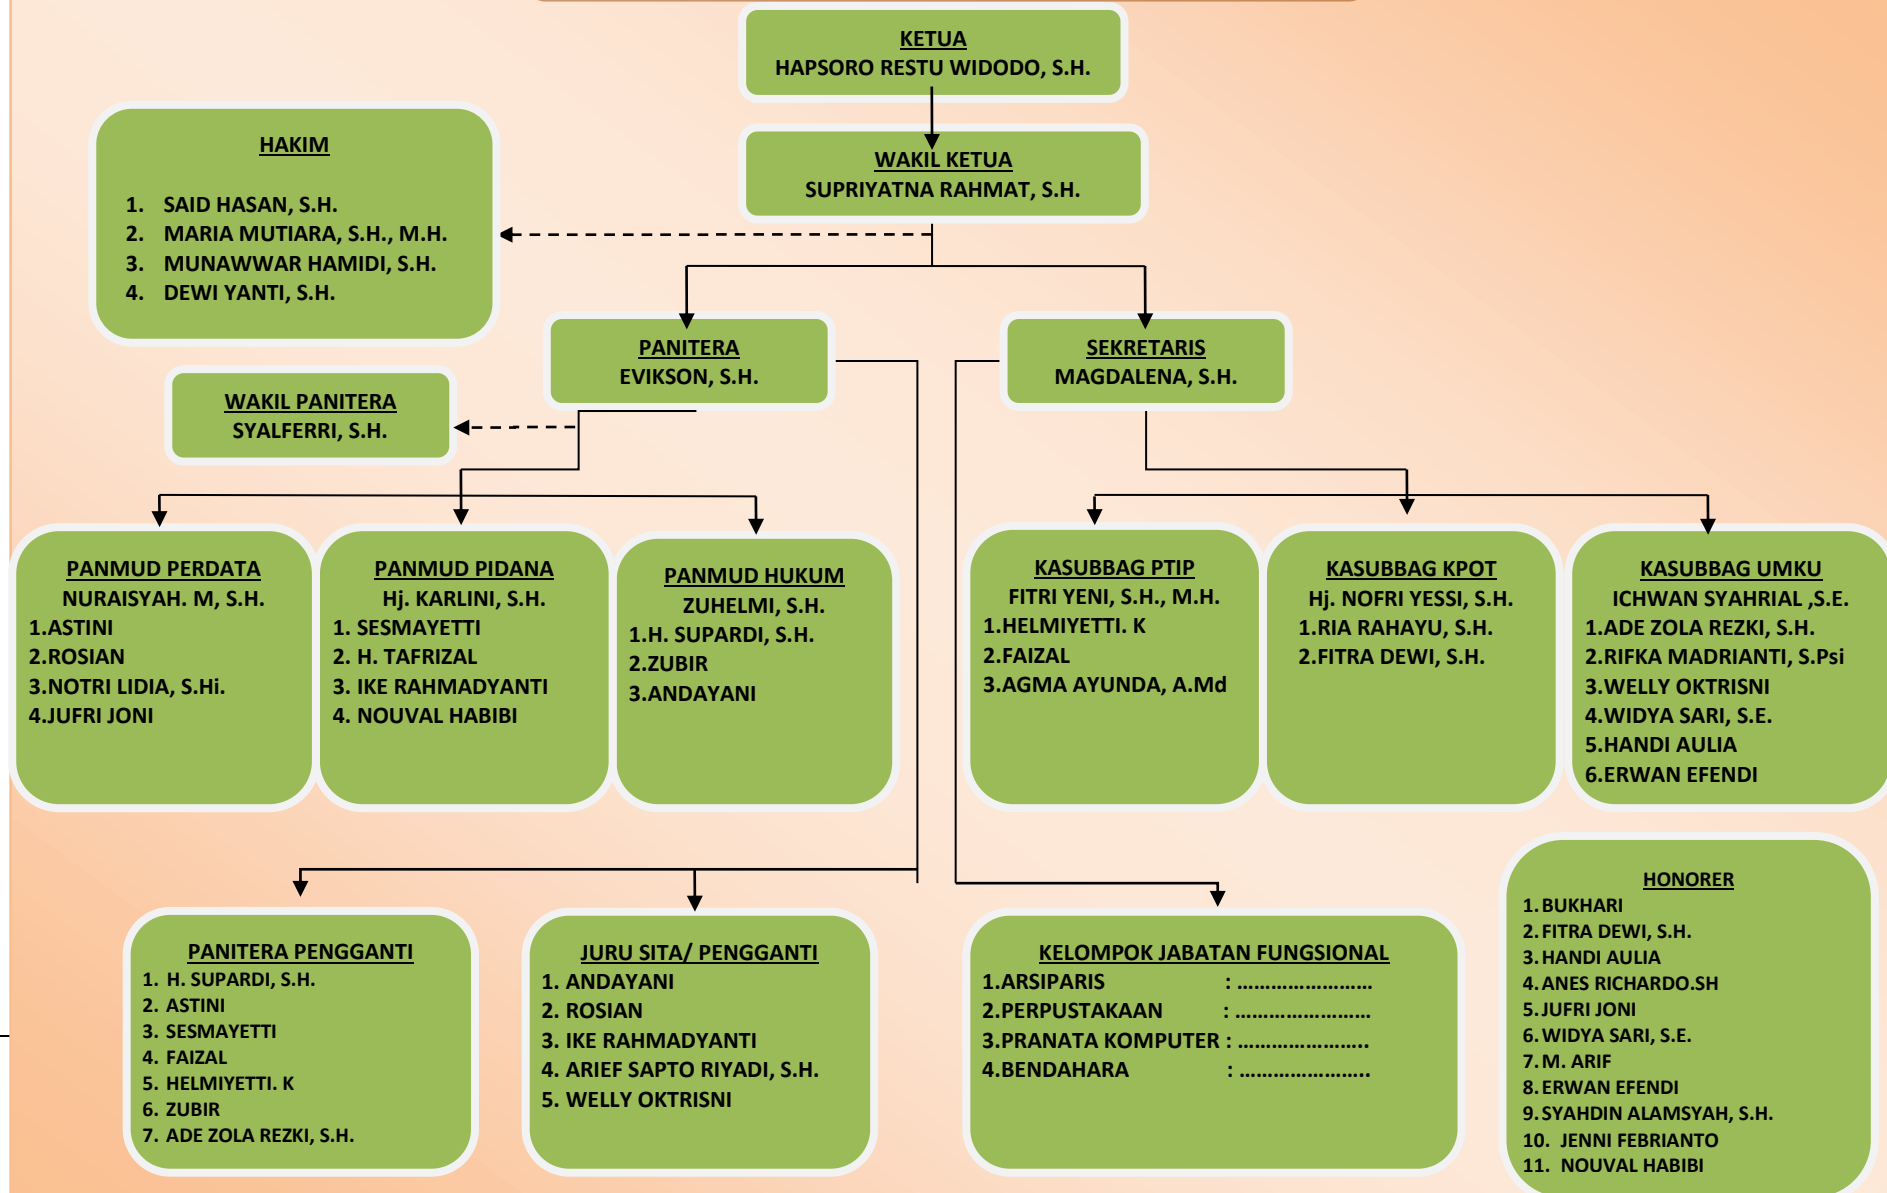 KETUA
HAPSORO RESTU WIDODO, S.H.
WAKIL KETUA
SUPRIYATNA RAHMAT, S.H.
HAKIM
1. SAID HASAN, S.H.
2. MARIA MUTIARA, S.H., M.H.
3. MUNAWWAR HAMIDI, S.H.
4. DEWI YANTI, S.H.
PANITERA
EVIKSON, S.H.
SEKRETARIS
MAGDALENA, S.H.
WAKIL PANITERA
SYALFERRI, S.H.
PANMUD PERDATA
NURAISYAH. M, S.H.
1.ASTINI
2.ROSIAN
3.NOTRI LIDIA, S.Hi.
4.JUFRI JONI
PANMUD PIDANA
Hj. KARLINI, S.H.
1. SESMAYETTI
2. H. TAFRIZAL
3. IKE RAHMADYANTI
4. NOUVAL HABIBI
PANMUD HUKUM
ZUHELMI, S.H.
1.H. SUPARDI, S.H.
2.ZUBIR
3.ANDAYANI
KASUBBAG PTIP
FITRI YENI, S.H., M.H.
1.HELMIYETTI. K
2.FAIZAL
3.AGMA AYUNDA, A.Md
KASUBBAG KPOT
Hj. NOFRI YESSI, S.H.
1.RIA RAHAYU, S.H.
2.FITRA DEWI, S.H.
KASUBBAG UMKU
ICHWAN SYAHRIAL ,S.E.
1.ADE ZOLA REZKI, S.H.
2.RIFKA MADRIANTI, S.Psi
3.WELLY OKTRISNI
4.WIDYA SARI, S.E.
5.HANDI AULIA
6.ERWAN EFENDI
PANITERA PENGGANTI
1. H. SUPARDI, S.H.
2. ASTINI
3. SESMAYETTI
4. FAIZAL
5. HELMIYETTI. K
6. ZUBIR
7. ADE ZOLA REZKI, S.H.
JURU SITA/ PENGGANTI
1. ANDAYANI
2. ROSIAN
3. IKE RAHMADYANTI
4. ARIEF SAPTO RIYADI, S.H.
5. WELLY OKTRISNI
KELOMPOK JABATAN FUNGSIONAL
1.ARSIPARIS : ……………………
2.PERPUSTAKAAN : ……………………
3.PRANATA KOMPUTER : …………………..
4.BENDAHARA : …………………..
HONORER
1. BUKHARI
2. FITRA DEWI, S.H.
3. HANDI AULIA
4. ANES RICHARDO.SH
5. JUFRI JONI
6. WIDYA SARI, S.E.
7. M. ARIF
8. ERWAN EFENDI
9. SYAHDIN ALAMSYAH, S.H.
10. JENNI FEBRIANTO
11. NOUVAL HABIBI